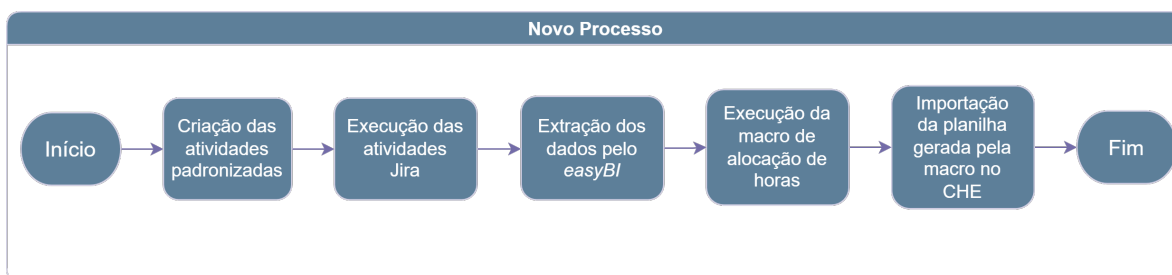 Novo Processo
Início
Criação das
atividades
padronizadas
Execução das
atividades
Jira
Extração dos
dados pelo
easyBI
Execução da
macro de
alocação de
horas
Importação
da planilha
gerada pela
macro no
CHE
Fim